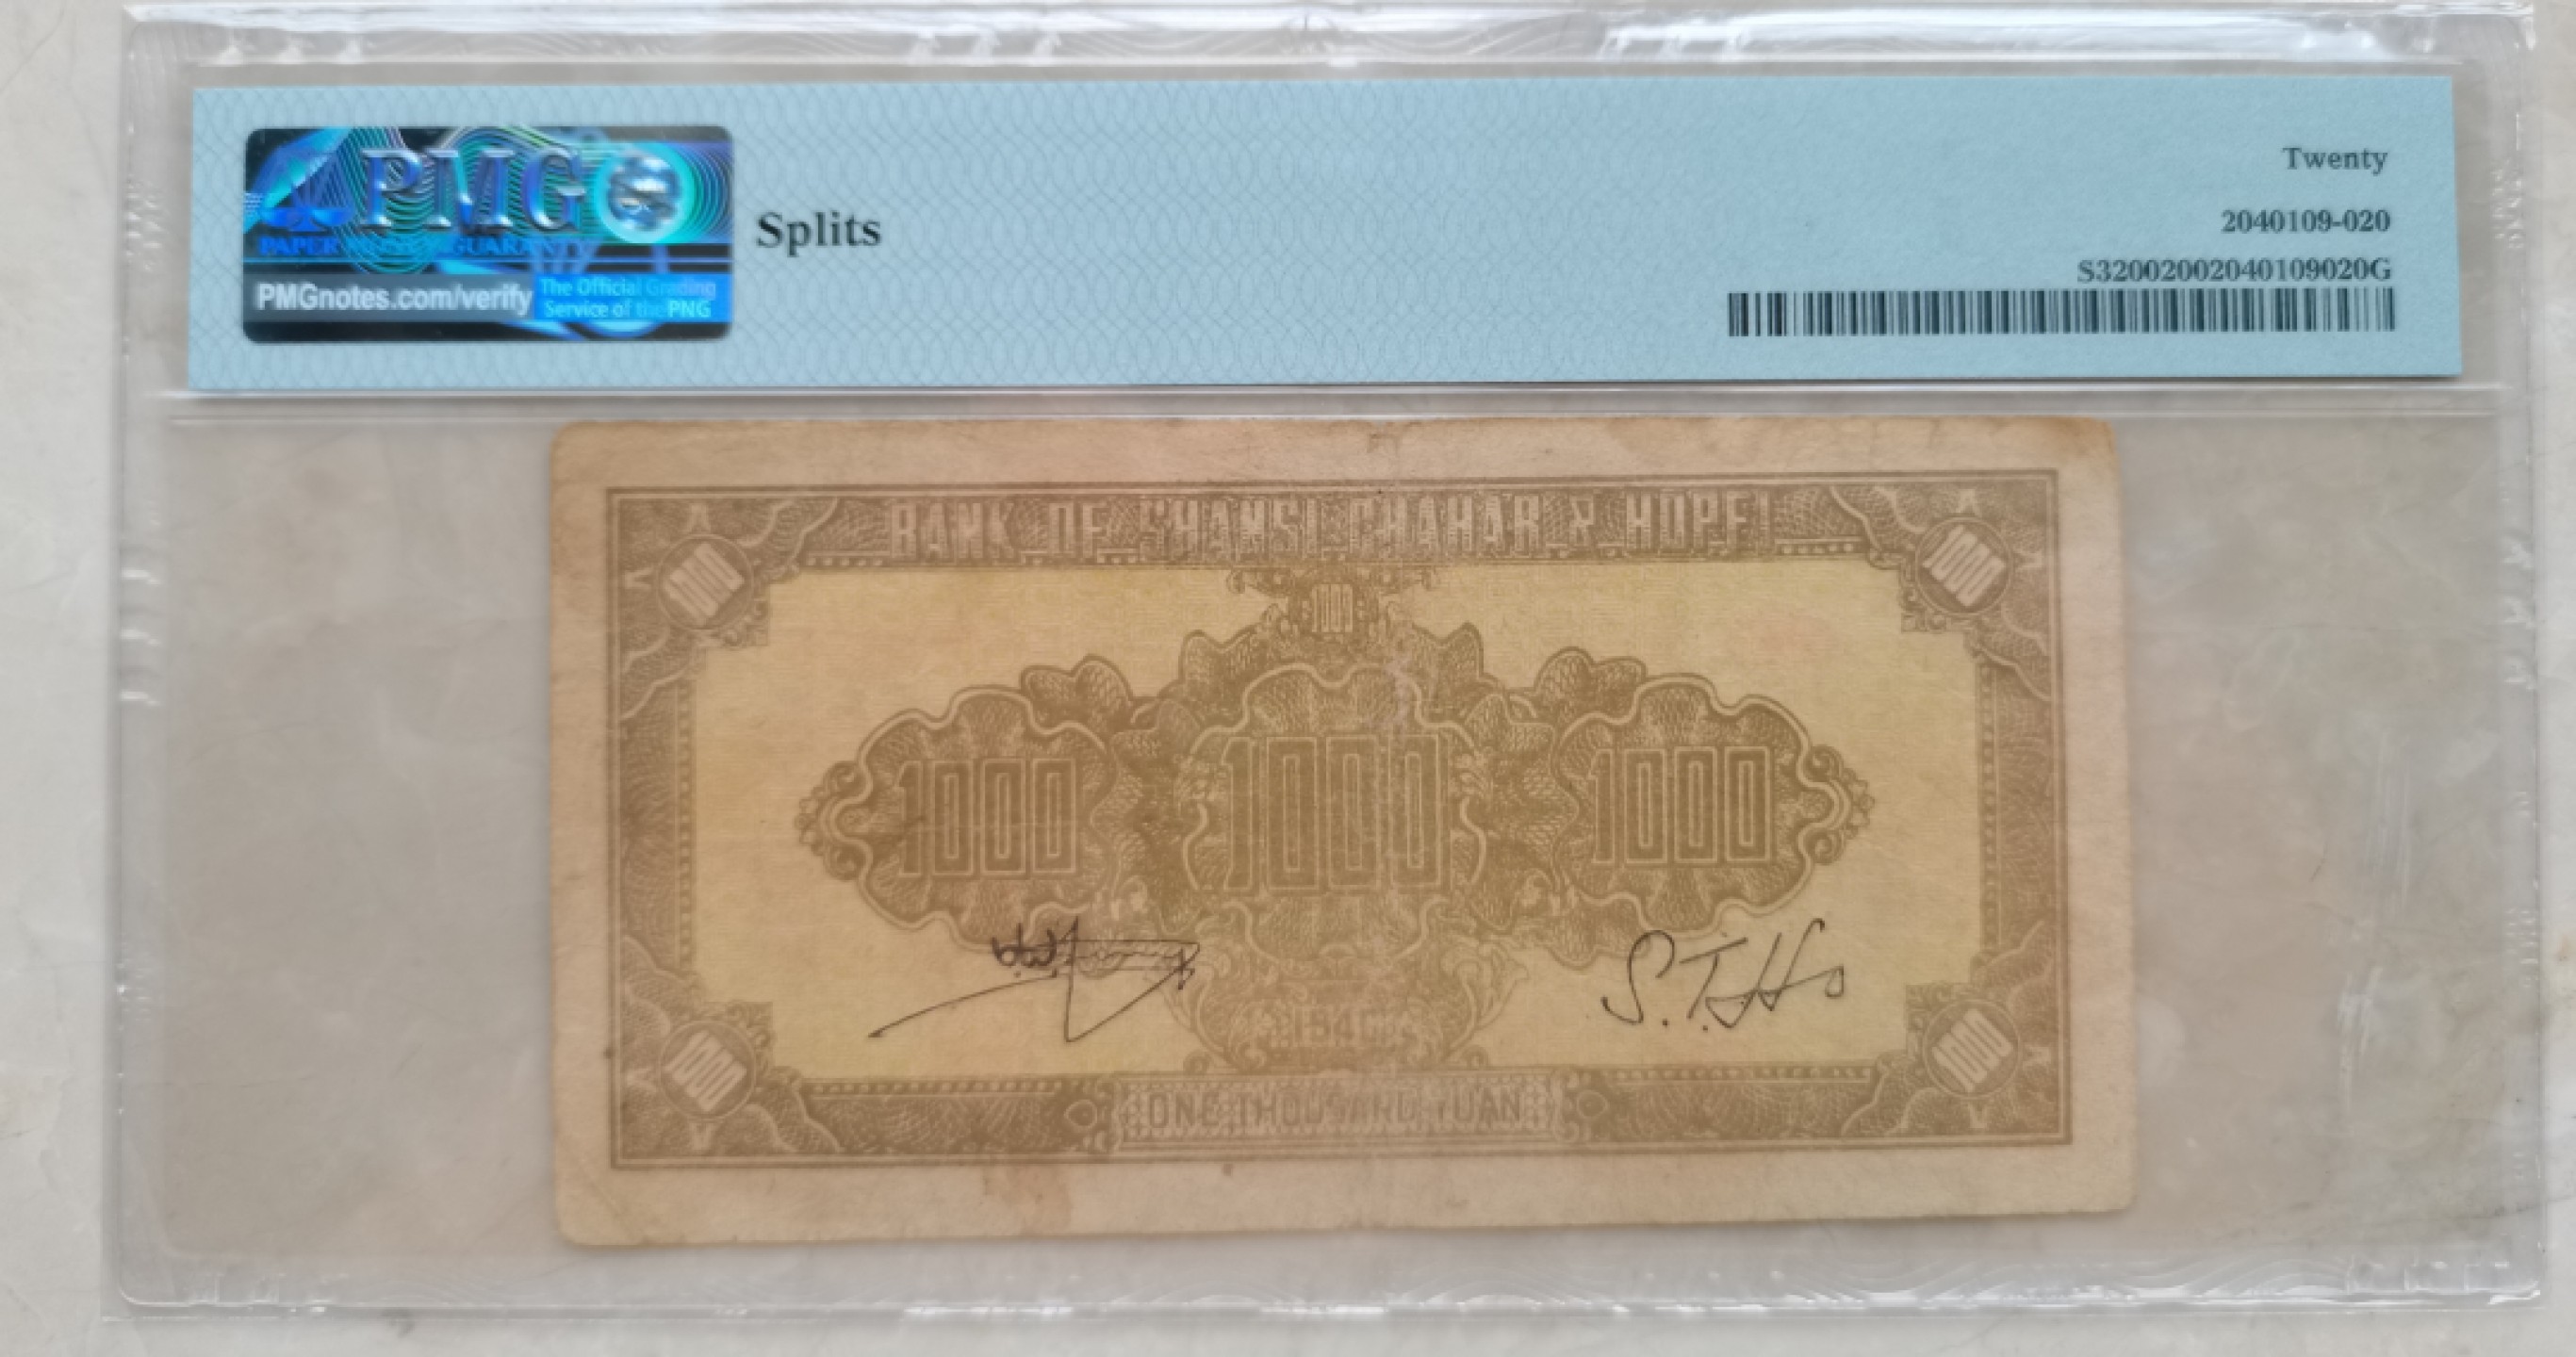 PMG
PAPER MONEY GUARANTY
PMGnotes.com/verify
The Official Grading
Service of the PNG
Splits
Twenty
2040109-020
S32002002040109020G
BANK OF SHANSI CHAHAR & HOPEI
1000
1000
1000
1000 1000 1000
S.T.Ho
1000
1000
ONE THOUSAND YUAN